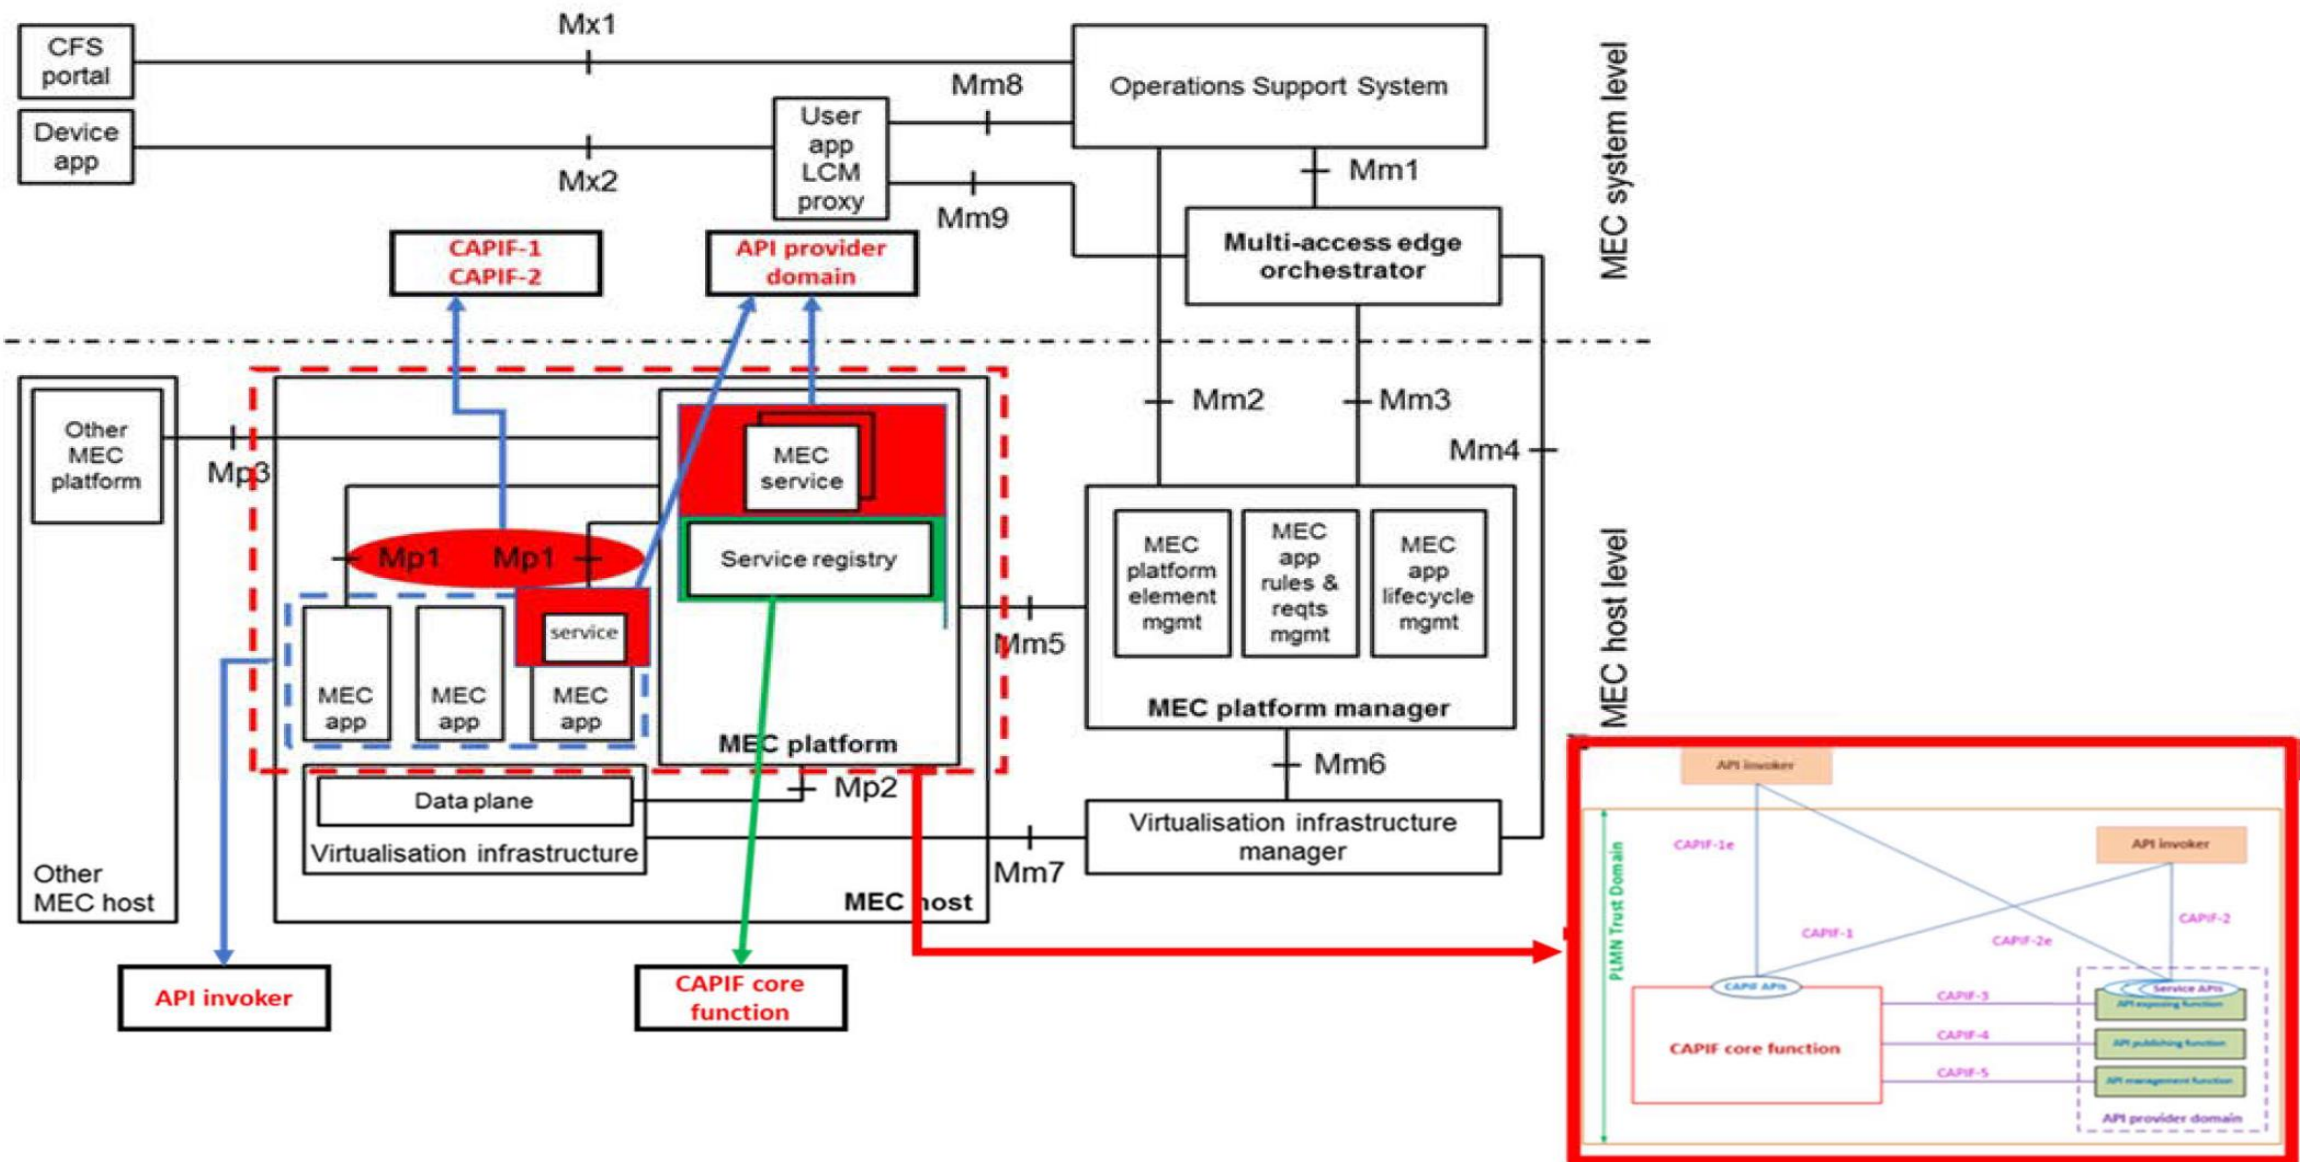 Mx1
CFS
portal
Operations Support System
Mm8
Device
app
Mx2
User
app
LCM
proxy
Mm9
Mm1
MEC system level
Multi-access edge
orchestrator
CAPIF-1
CAPIF-2
API provider
domain
Mm2
Mm3
Mm4
Other
MEC
platform
Mp3
MEC
service
Service registry
Mp1
Mp1
service
MEC
app
MEC
app
MEC
app
MEC platform
Mm5
MEC
platform
element
mgmt
MEC
app
rules &
reqts
mgmt
MEC
app
lifecycle
mgmt
MEC platform manager
MEC host level
Mp2
Data plane
Virtualisation infrastructure
Mm6
Virtualisation infrastructure
manager
Mm7
Other
MEC host
MEC host
API invoker
CAPIF core
function
API invoker
API invoker
PLMN Trust Domain
CAPIF-1e
CAPIF-1
CAPIF-2e
CAPIF-2
CAPIF APIs
Service APIs
API exposing function
CAPIF-3
CAPIF core function
CAPIF-4
API publishing function
CAPIF-5
API management function
API provider domain